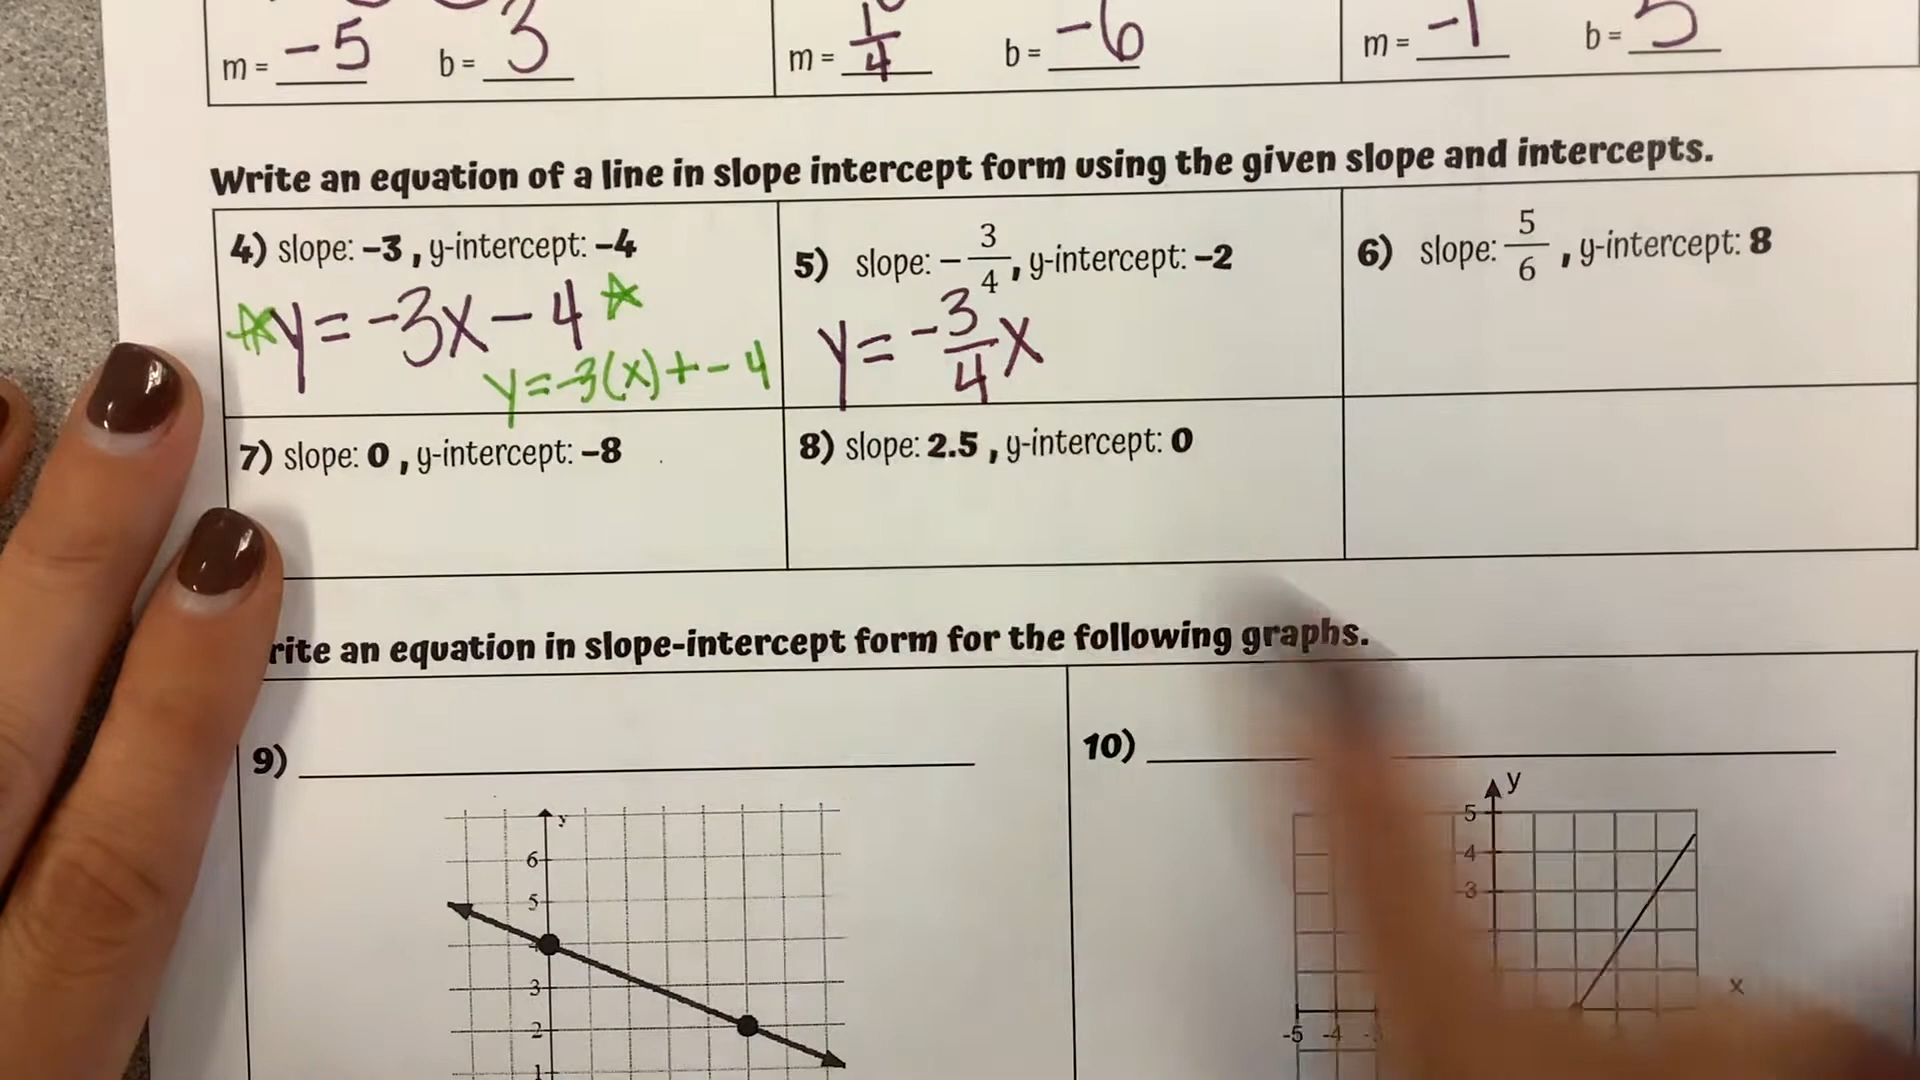 m = -5 b = 3
m = 1/4 b = -6
m = -1 b = 5
Write an equation of a line in slope intercept form using the given slope and intercepts.
4) slope: -3 , y-intercept: -4
y = -3x - 4
y = -3(x) + - 4
5) slope: - 3/4 , y-intercept: -2
y = -3/4 x
6) slope: 5/6 , y-intercept: 8
7) slope: 0 , y-intercept: -8
8) slope: 2.5 , y-intercept: 0
rite an equation in slope-intercept form for the following graphs.
9)
y
6
5
3
2
1
10)
y
5
4
3
x
-5 -4